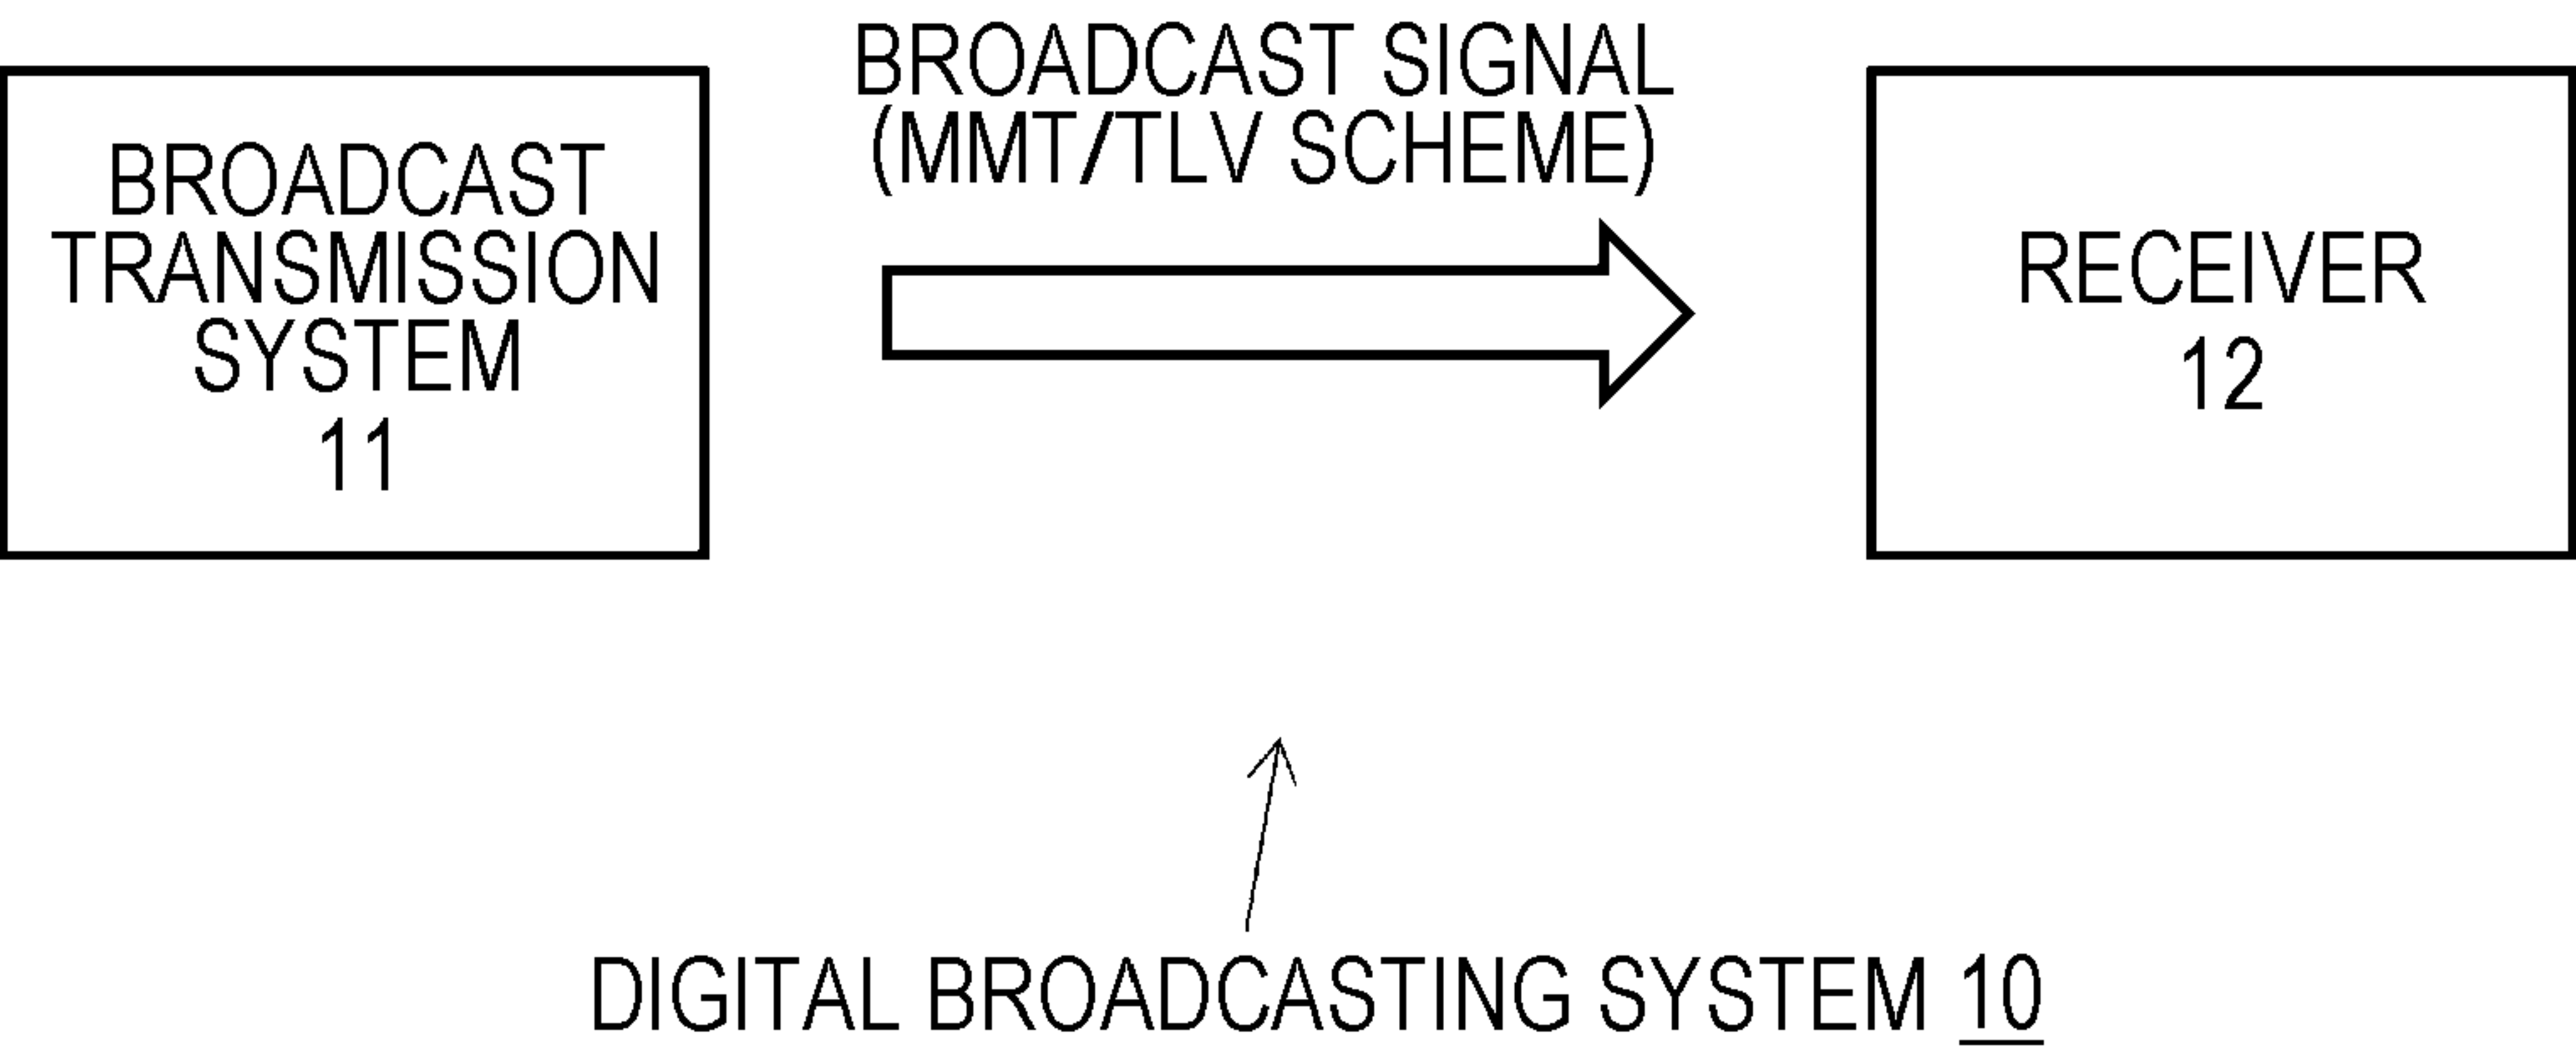 BROADCAST
TRANSMISSION
SYSTEM
11
BROADCAST SIGNAL
(MMT/TLV SCHEME)
RECEIVER
12
DIGITAL BROADCASTING SYSTEM 10